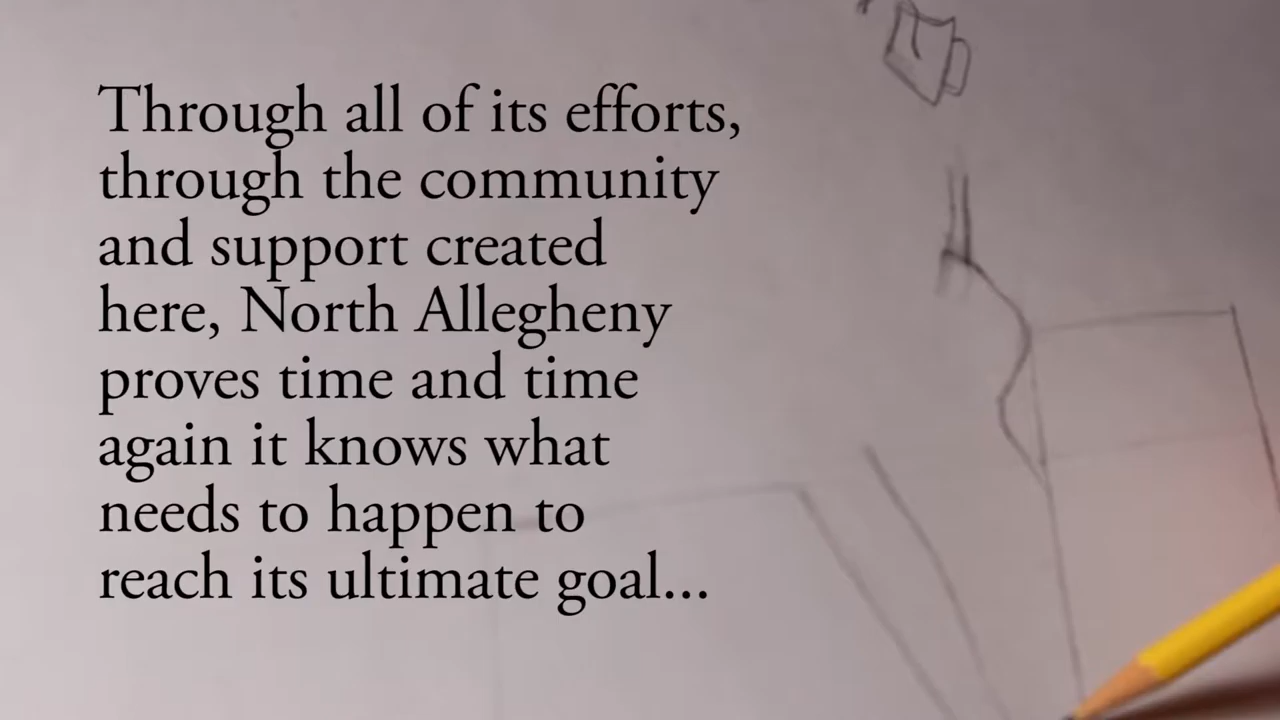 Through all of its efforts,
through the community
and support created
here, North Allegheny
proves time and time
again it knows what
needs to happen to
reach its ultimate goal...